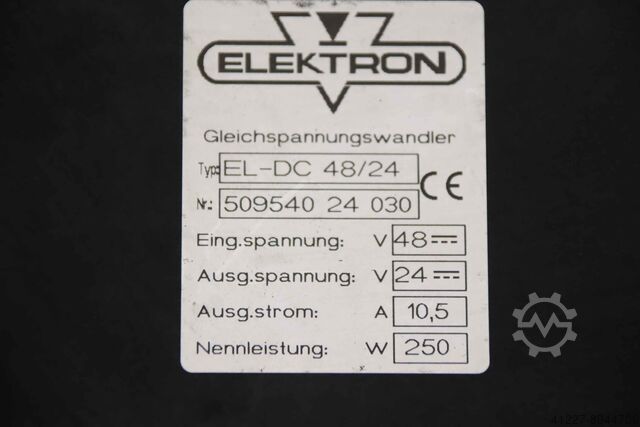 ELEKTRON
Gleichspannungswandler
Typ: EL-DC 48/24
CE
Nr.: 509540 24 030
Eing.spannung: V 48⎓
Ausg.spannung: V 24⎓
Ausg.strom: A 10,5
Nennleistung: W 250